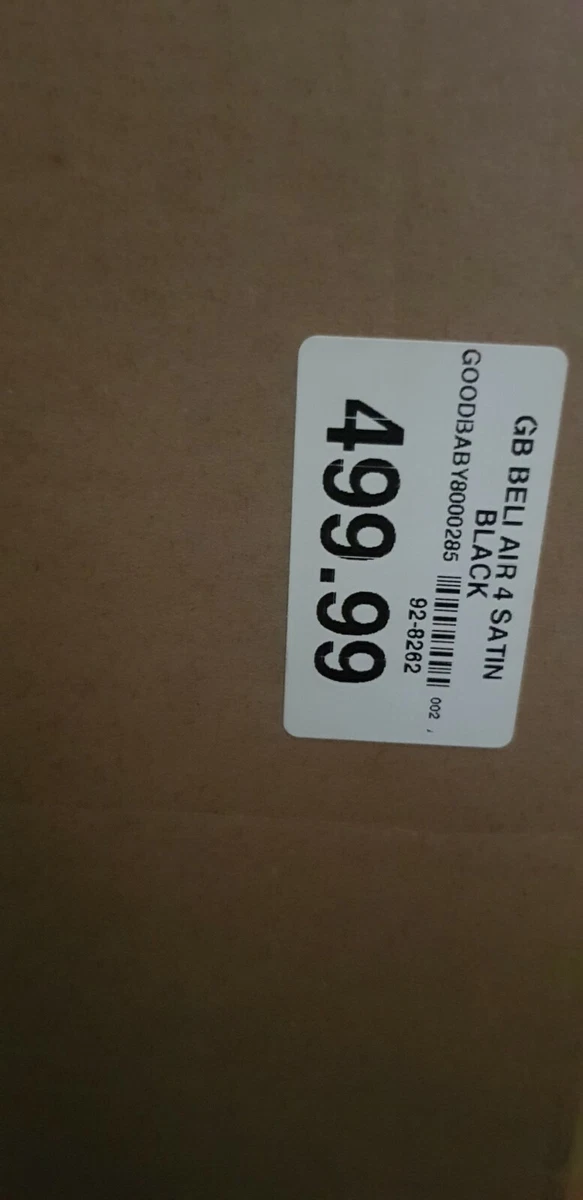 GB BELI AIR 4 SATIN
BLACK
GOODBABY8000285
002
92-8262
499.99